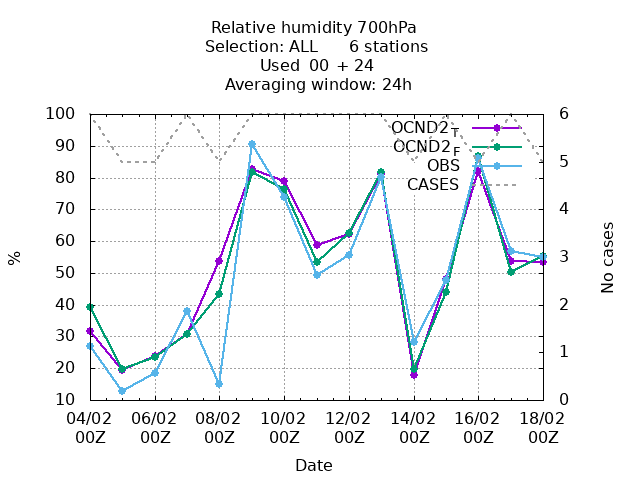 Relative humidity 700hPa
Selection: ALL 6 stations
Used 00 + 24
Averaging window: 24h
100
90
80
70
60
50
40
30
20
10
%
6
5
4
3
2
1
0
No cases
OCND2T
OCND2F
OBS
CASES
04/02 06/02 08/02 10/02 12/02 14/02 16/02 18/02
00Z 00Z 00Z 00Z 00Z 00Z 00Z 00Z
Date